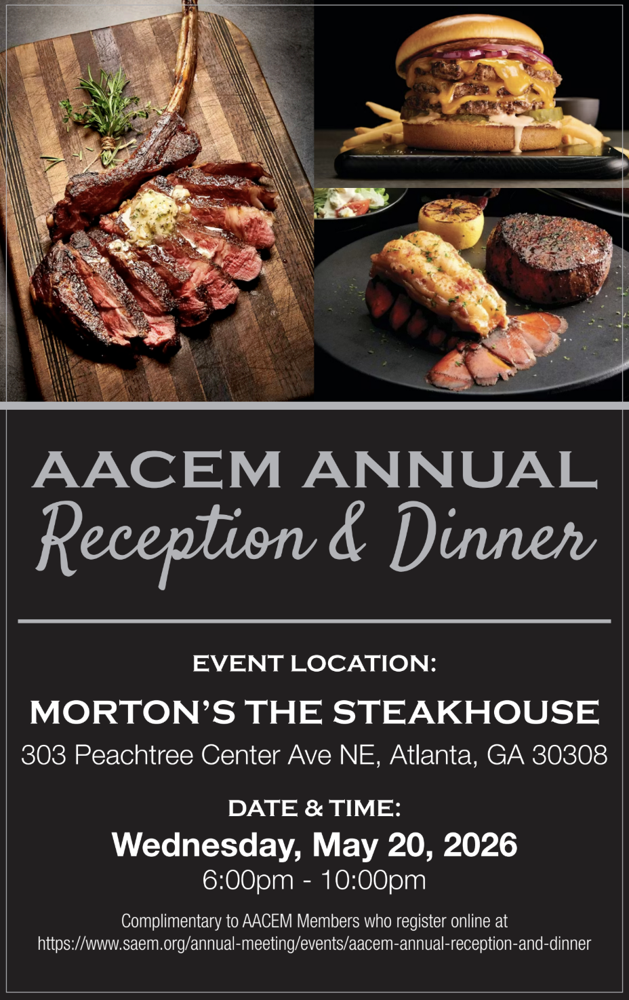 AACEM ANNUAL
Reception & Dinner
EVENT LOCATION:
MORTON’S THE STEAKHOUSE
303 Peachtree Center Ave NE, Atlanta, GA 30308
DATE & TIME:
Wednesday, May 20, 2026
6:00pm - 10:00pm
Complimentary to AACEM Members who register online at
https://www.saem.org/annual-meeting/events/aacem-annual-reception-and-dinner